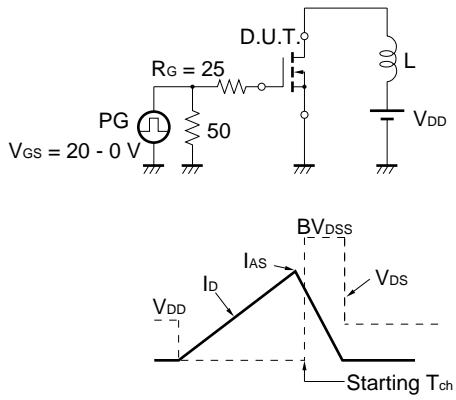 D.U.T.
RG = 25
L
PG
50
VDD
VGS = 20 - 0 V
BVDSS
IAS
VDS
ID
VDD
Starting Tch